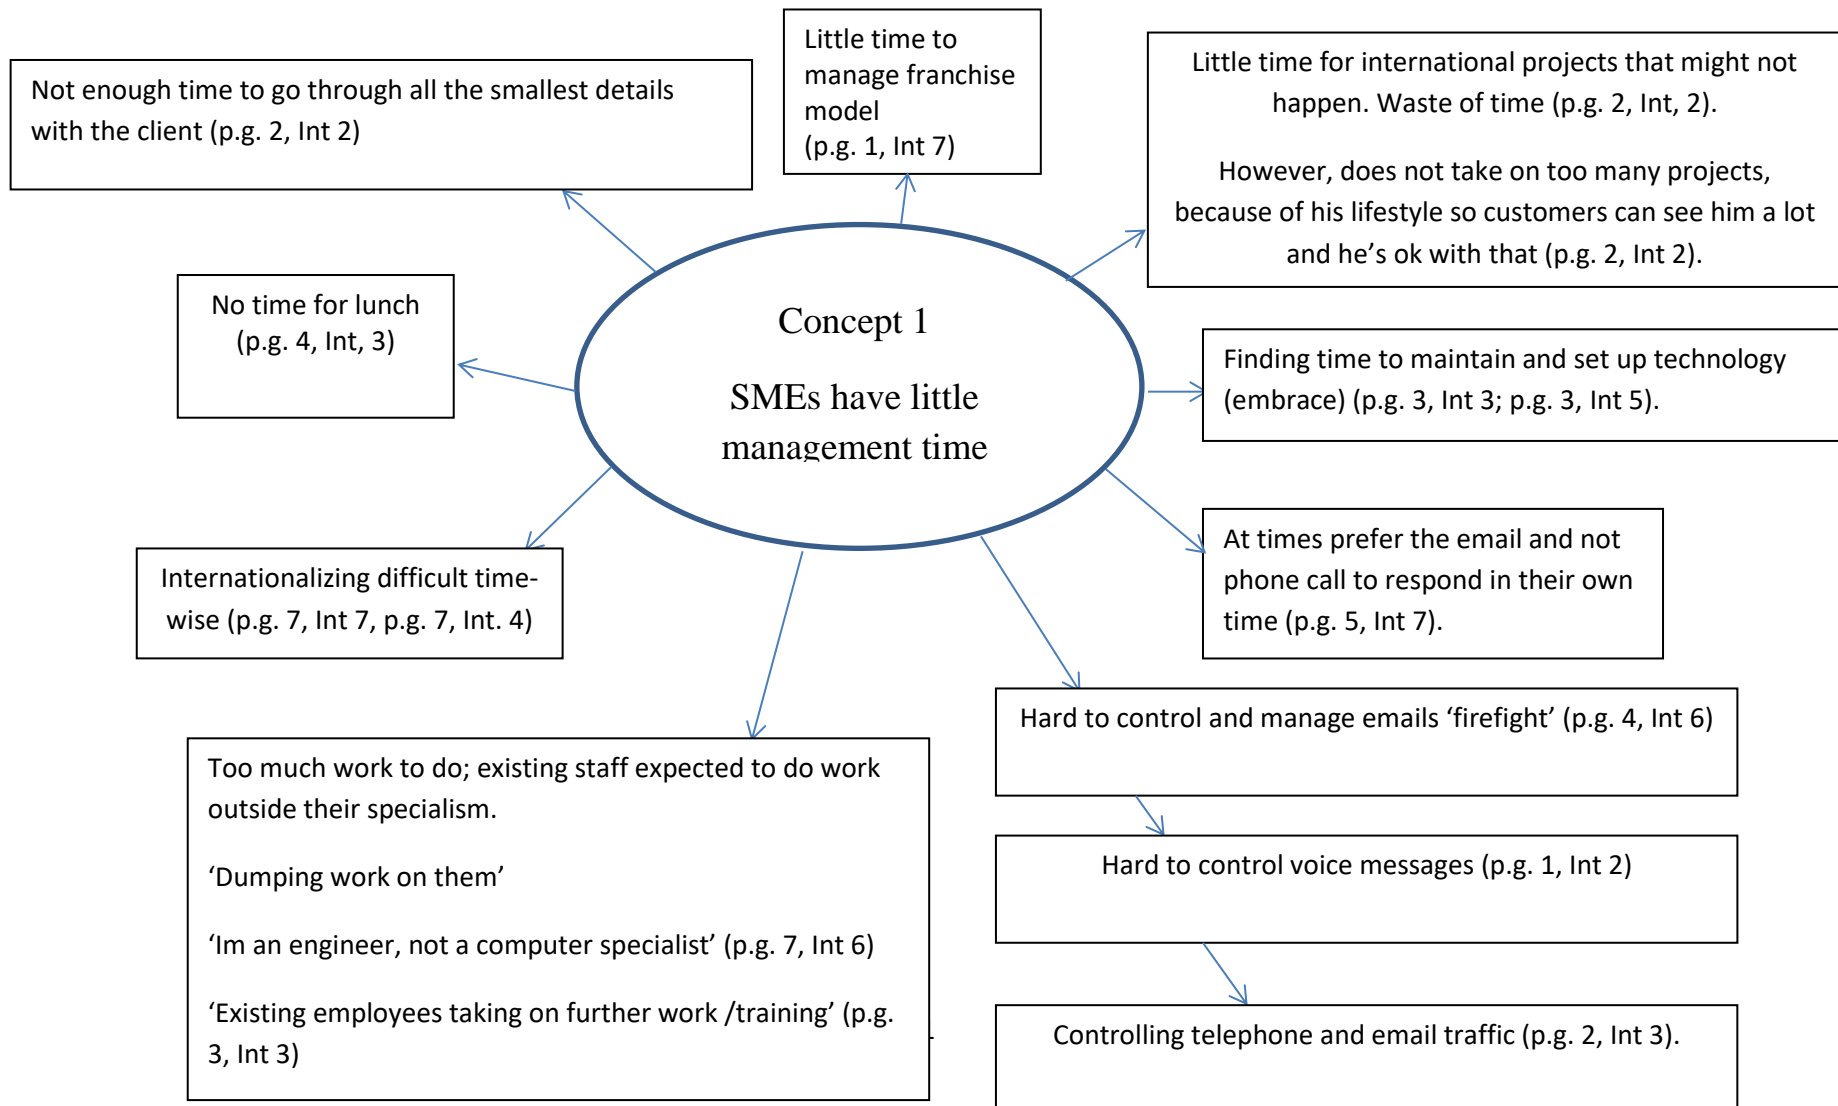 Little time to
manage franchise
model
(p.g. 1, Int 7)
Not enough time to go through all the smallest details
with the client (p.g. 2, Int 2)
Little time for international projects that might not
happen. Waste of time (p.g. 2, Int, 2).
However, does not take on too many projects,
because of his lifestyle so customers can see him a lot
and he’s ok with that (p.g. 2, Int 2).
No time for lunch
(p.g. 4, Int, 3)
Concept 1
SMEs have little
management time
Finding time to maintain and set up technology
(embrace) (p.g. 3, Int 3; p.g. 3, Int 5).
At times prefer the email and not
phone call to respond in their own
time (p.g. 5, Int 7).
Internationalizing difficult time-
wise (p.g. 7, Int 7, p.g. 7, Int. 4)
Hard to control and manage emails ‘firefight’ (p.g. 4, Int 6)
Too much work to do; existing staff expected to do work
outside their specialism.
‘Dumping work on them’
‘Im an engineer, not a computer specialist’ (p.g. 7, Int 6)
‘Existing employees taking on further work /training’ (p.g.
3, Int 3)
Hard to control voice messages (p.g. 1, Int 2)
Controlling telephone and email traffic (p.g. 2, Int 3).